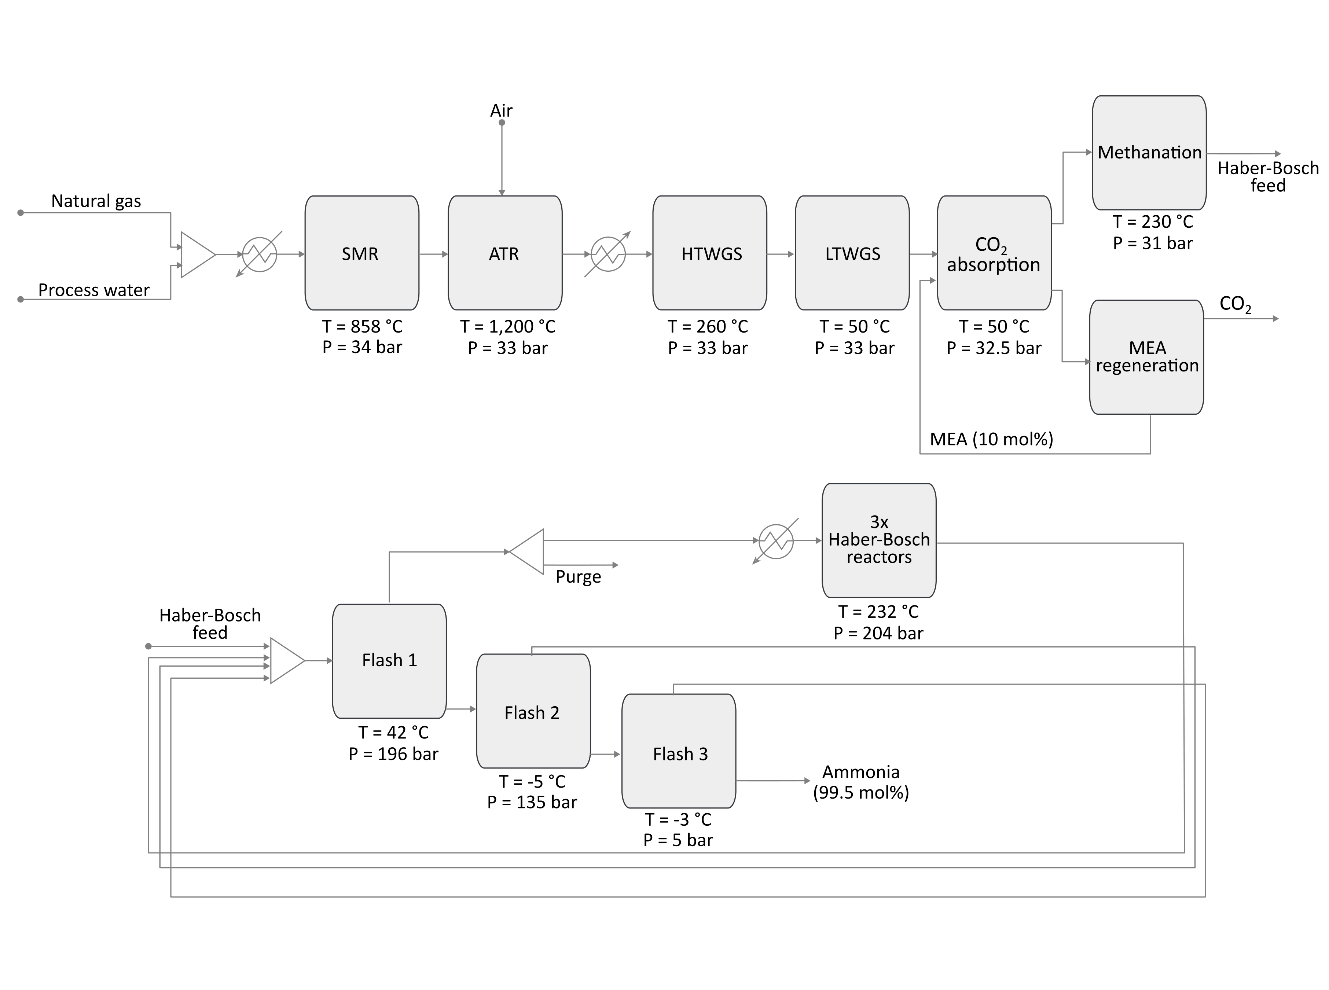 Air
Natural gas
Process water
SMR
T = 858 °C
P = 34 bar
ATR
T = 1,200 °C
P = 33 bar
HTWGS
T = 260 °C
P = 33 bar
LTWGS
T = 50 °C
P = 33 bar
CO₂
absorption
T = 50 °C
P = 32.5 bar
Methanation
T = 230 °C
P = 31 bar
Haber-Bosch
feed
MEA
regeneration
CO₂
MEA (10 mol%)
3x
Haber-Bosch
reactors
T = 232 °C
P = 204 bar
Purge
Haber-Bosch
feed
Flash 1
T = 42 °C
P = 196 bar
Flash 2
T = -5 °C
P = 135 bar
Flash 3
T = -3 °C
P = 5 bar
Ammonia
(99.5 mol%)